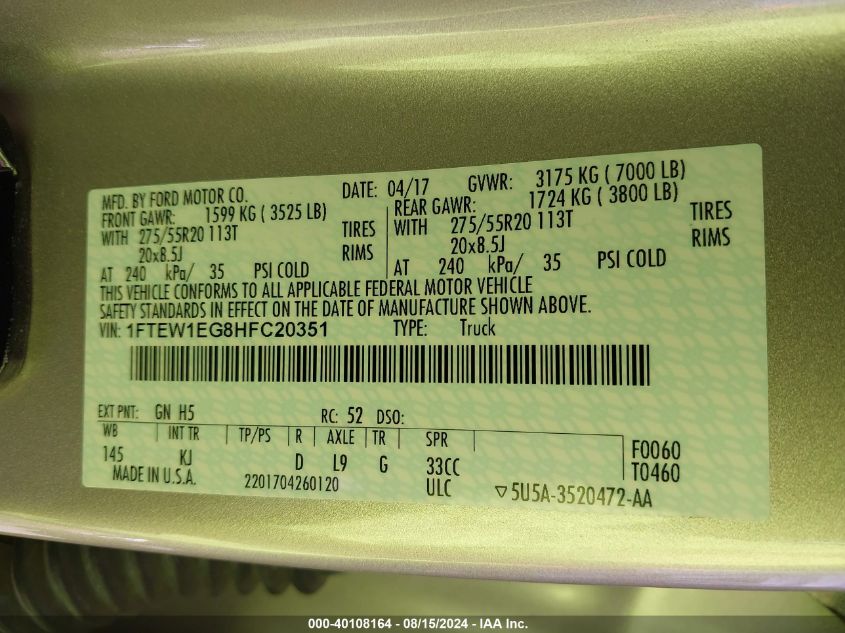 MFD. BY FORD MOTOR CO.
DATE: 04/17 GVWR: 3175 KG ( 7000 LB)
FRONT GAWR: 1599 KG ( 3525 LB)
WITH 275/55R20 113T TIRES
20x8.5J RIMS
AT 240 kPa/ 35 PSI COLD
REAR GAWR: 1724 KG ( 3800 LB)
WITH 275/55R20 113T TIRES
20x8.5J RIMS
AT 240 kPa/ 35 PSI COLD
THIS VEHICLE CONFORMS TO ALL APPLICABLE FEDERAL MOTOR VEHICLE
SAFETY STANDARDS IN EFFECT ON THE DATE OF MANUFACTURE SHOWN ABOVE.
VIN: 1FTEW1EG8HFC20351 TYPE: Truck
EXT PNT: GN H5 RC: 52 DSO:
WB INT TR TP/PS R AXLE TR SPR
145 KJ D L9 G 33CC
F0060
T0460
MADE IN U.S.A. 2201704260120 ULC ▽5U5A-3520472-AA
000-40108164 - 08/15/2024 - IAA Inc.